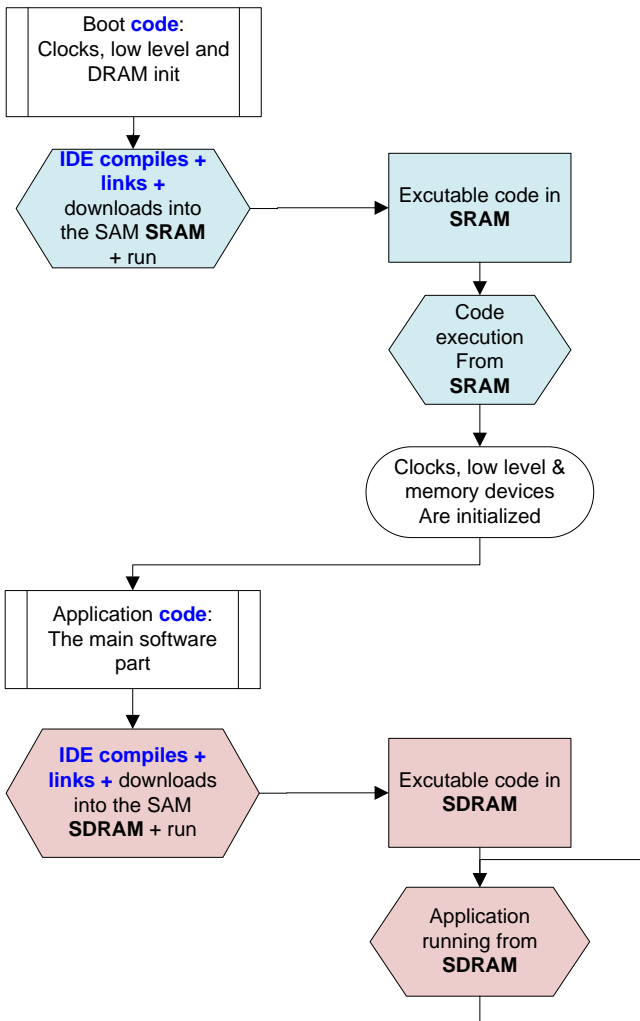 Boot code:
Clocks, low level and
DRAM init
IDE compiles +
links +
downloads into
the SAM SRAM
+ run
Excutable code in
SRAM
Code
execution
From
SRAM
Clocks, low level &
memory devices
Are initialized
Application code:
The main software
part
IDE compiles +
links + downloads
into the SAM
SDRAM + run
Excutable code in
SDRAM
Application
running from
SDRAM